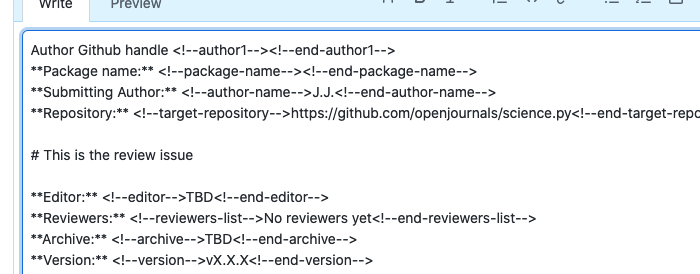 Write Preview
Author Github handle <!--author1--><!--end-author1-->
**Package name:** <!--package-name--><!--end-package-name-->
**Submitting Author:** <!--author-name-->J.J.<!--end-author-name-->
**Repository:** <!--target-repository-->https://github.com/openjournals/science.py<!--end-target-repo
# This is the review issue
**Editor:** <!--editor-->TBD<!--end-editor-->
**Reviewers:** <!--reviewers-list-->No reviewers yet<!--end-reviewers-list-->
**Archive:** <!--archive-->TBD<!--end-archive-->
**Version:** <!--version-->vX.X.X<!--end-version-->